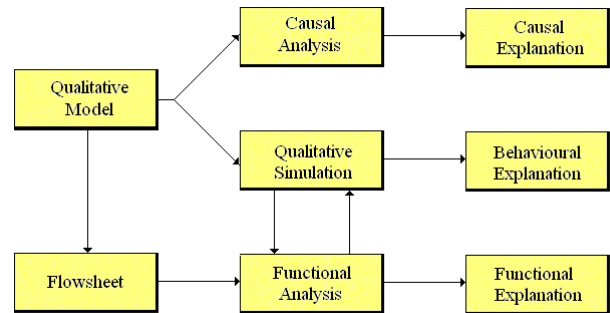 Causal
Analysis
Causal
Explanation
Qualitative
Model
Qualitative
Simulation
Behavioural
Explanation
Flowsheet
Functional
Analysis
Functional
Explanation